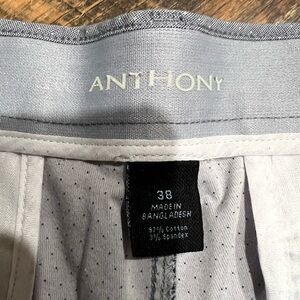 ANTHONY
38
MADE IN
BANGLADESH
97% Cotton
3% Spandex